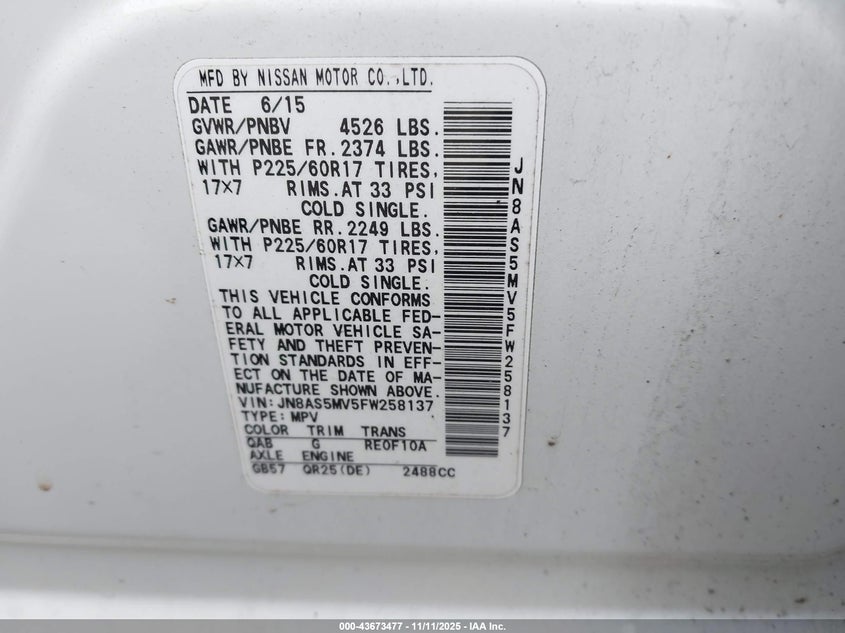 MFD BY NISSAN MOTOR CO.,LTD.
DATE 6/15
GVWR/PNBV 4526 LBS.
GAWR/PNBE FR. 2374 LBS.
WITH P225/60R17 TIRES,
17×7 RIMS.AT 33 PSI
COLD SINGLE.
GAWR/PNBE RR. 2249 LBS.
WITH P225/60R17 TIRES,
17×7 RIMS.AT 33 PSI
COLD SINGLE.
THIS VEHICLE CONFORMS
TO ALL APPLICABLE FED-
ERAL MOTOR VEHICLE SA-
FETY AND THEFT PREVEN-
TION STANDARDS IN EFF-
ECT ON THE DATE OF MA-
NUFACTURE SHOWN ABOVE.
VIN: JN8AS5MV5FW258137
TYPE: MPV
COLOR TRIM TRANS
QAB G RE0F10A
AXLE ENGINE
GB57 QR25(DE) 2488CC
JN8AS5MV5FW258137
000-43673477 - 11/11/2025 - IAA Inc.